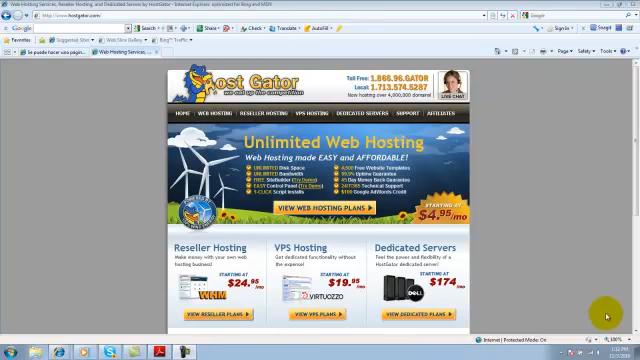 Web Hosting Services, Reseller Hosting, and Dedicated Servers by HostGator - Internet Explorer, optimized for Bing and MSN
http://www.hostgator.com/
Google
Google
Search
Share
Check
Translate
AutoFill
Sign In
Favorites
Suggested Sites
Web Slice Gallery
Bing
Se puede hacer una págin...
Web Hosting Services, ...
Page
Safety
Tools
Host Gator
we eat up the competition
Toll Free: 1.866.96.GATOR
Local: 1.713.574.5287
Now hosting over 4,000,000 domains!
LIVE CHAT
HOME WEB HOSTING RESELLER HOSTING VPS HOSTING DEDICATED SERVERS SUPPORT AFFILIATES
Unlimited Web Hosting
Web Hosting made EASY and AFFORDABLE!
UNLIMITED Disk Space
4,500 Free Website Templates
UNLIMITED Bandwidth
99.9% Uptime Guarantee
FREE SiteBuilder (Try Demo)
45 Day Money Back Guarantee
EASY Control Panel (Try Demo)
24/7/365 Technical Support
1-CLICK Script Installs
$100 Google AdWords Credit
VIEW WEB HOSTING PLANS
STARTING AT
$4.95/mo
Reseller Hosting
Make money with your own web hosting business!
STARTING AT
$24.95/mo
WHM
VIEW RESELLER PLANS
VPS Hosting
Get dedicated functionality without the expense!
STARTING AT
$19.95/mo
VIRTUOZZO
VIEW VPS PLANS
Dedicated Servers
Feel the power and flexibility of a HostGator dedicated server!
STARTING AT
$174/mo
DELL
VIEW DEDICATED PLANS
Internet | Protected Mode: On
100%